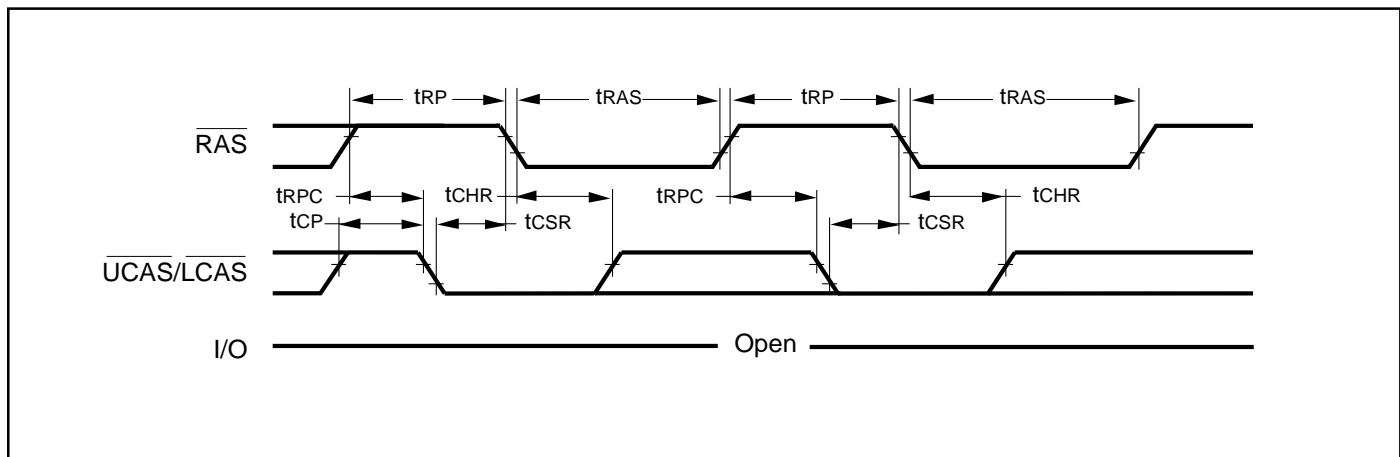 tRP tRAS tRP tRAS
RAS
tRPC tCHR tRPC tCHR
tCP tCSR tCSR
UCAS/LCAS
I/O Open